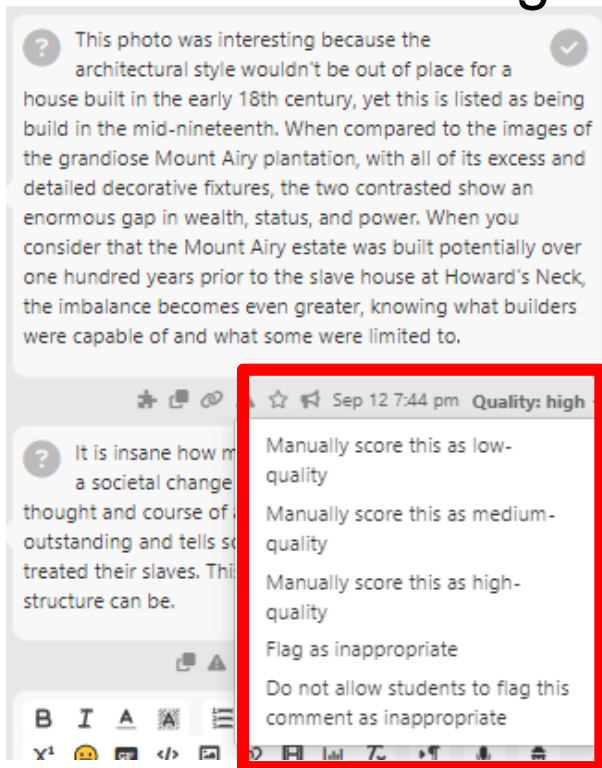 This photo was interesting because the
architectural style wouldn't be out of place for a
house built in the early 18th century, yet this is listed as being
build in the mid-nineteenth. When compared to the images of
the grandiose Mount Airy plantation, with all of its excess and
detailed decorative fixtures, the two contrasted show an
enormous gap in wealth, status, and power. When you
consider that the Mount Airy estate was built potentially over
one hundred years prior to the slave house at Howard's Neck,
the imbalance becomes even greater, knowing what builders
were capable of and what some were limited to.
Sep 12 7:44 pm Quality: high
It is insane how
a societal change
thought and course of
outstanding and tells
treated their slaves.
structure can be.
Manually score this as low-
quality
Manually score this as medium-
quality
Manually score this as high-
quality
Flag as inappropriate
Do not allow students to flag this
comment as inappropriate
B I A
X¹ GIF </>